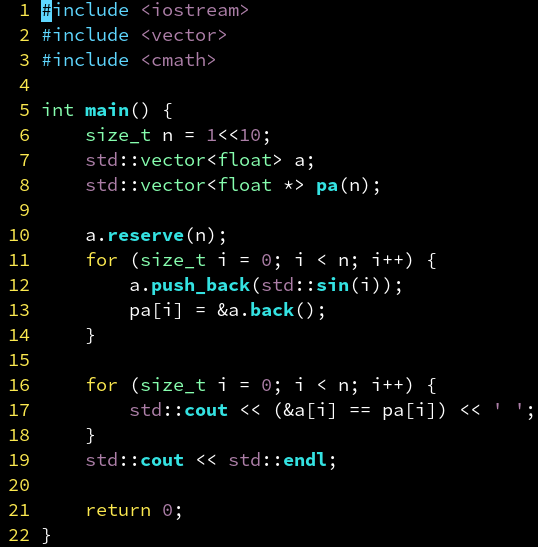 1 #include <iostream>
2 #include <vector>
3 #include <cmath>
4
5 int main() {
6     size_t n = 1<<10;
7     std::vector<float> a;
8     std::vector<float *> pa(n);
9
10     a.reserve(n);
11     for (size_t i = 0; i < n; i++) {
12         a.push_back(std::sin(i));
13         pa[i] = &a.back();
14     }
15
16     for (size_t i = 0; i < n; i++) {
17         std::cout << (&a[i] == pa[i]) << ' ';
18     }
19     std::cout << std::endl;
20
21     return 0;
22 }